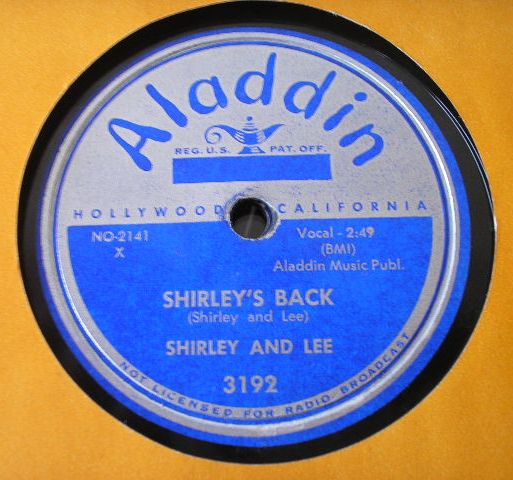 Aladdin
REG. U.S. PAT. OFF.
HOLLYWOOD CALIFORNIA
NO-2141
X
Vocal - 2:49
(BMI)
Aladdin Music Publ.
SHIRLEY'S BACK
(Shirley and Lee)
SHIRLEY AND LEE
3192
NOT LICENSED FOR RADIO BROADCAST